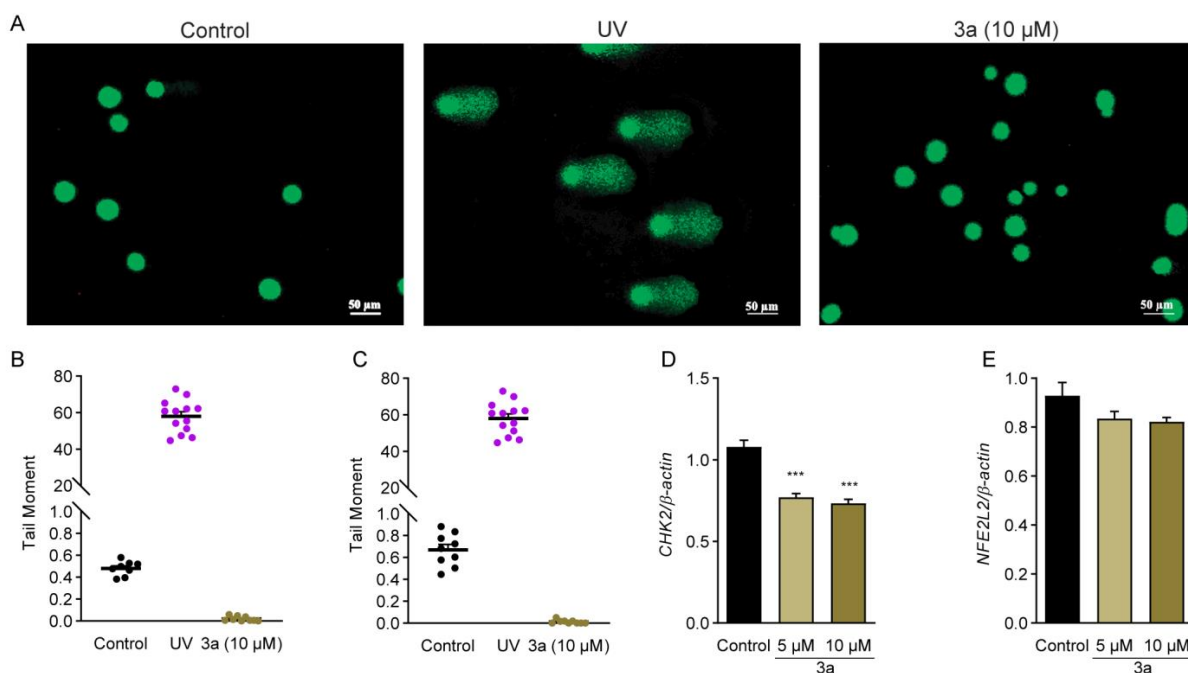 A
Control
UV
3a (10 µM)
50 µm
50 µm
50 µm
B
Tail Moment
80
60
40
20
1.0
0.8
0.6
0.4
0.2
0.0
Control UV 3a (10 µM)
C
Tail Moment
80
60
40
20
1.0
0.8
0.6
0.4
0.2
0.0
Control UV 3a (10 µM)
D
CHK2/β-actin
1.5
1.0
0.5
0.0
***
***
Control 5 µM 10 µM
3a
E
NFE2L2/β-actin
1.0
0.8
0.6
0.4
0.2
0.0
Control 5 µM 10 µM
3a